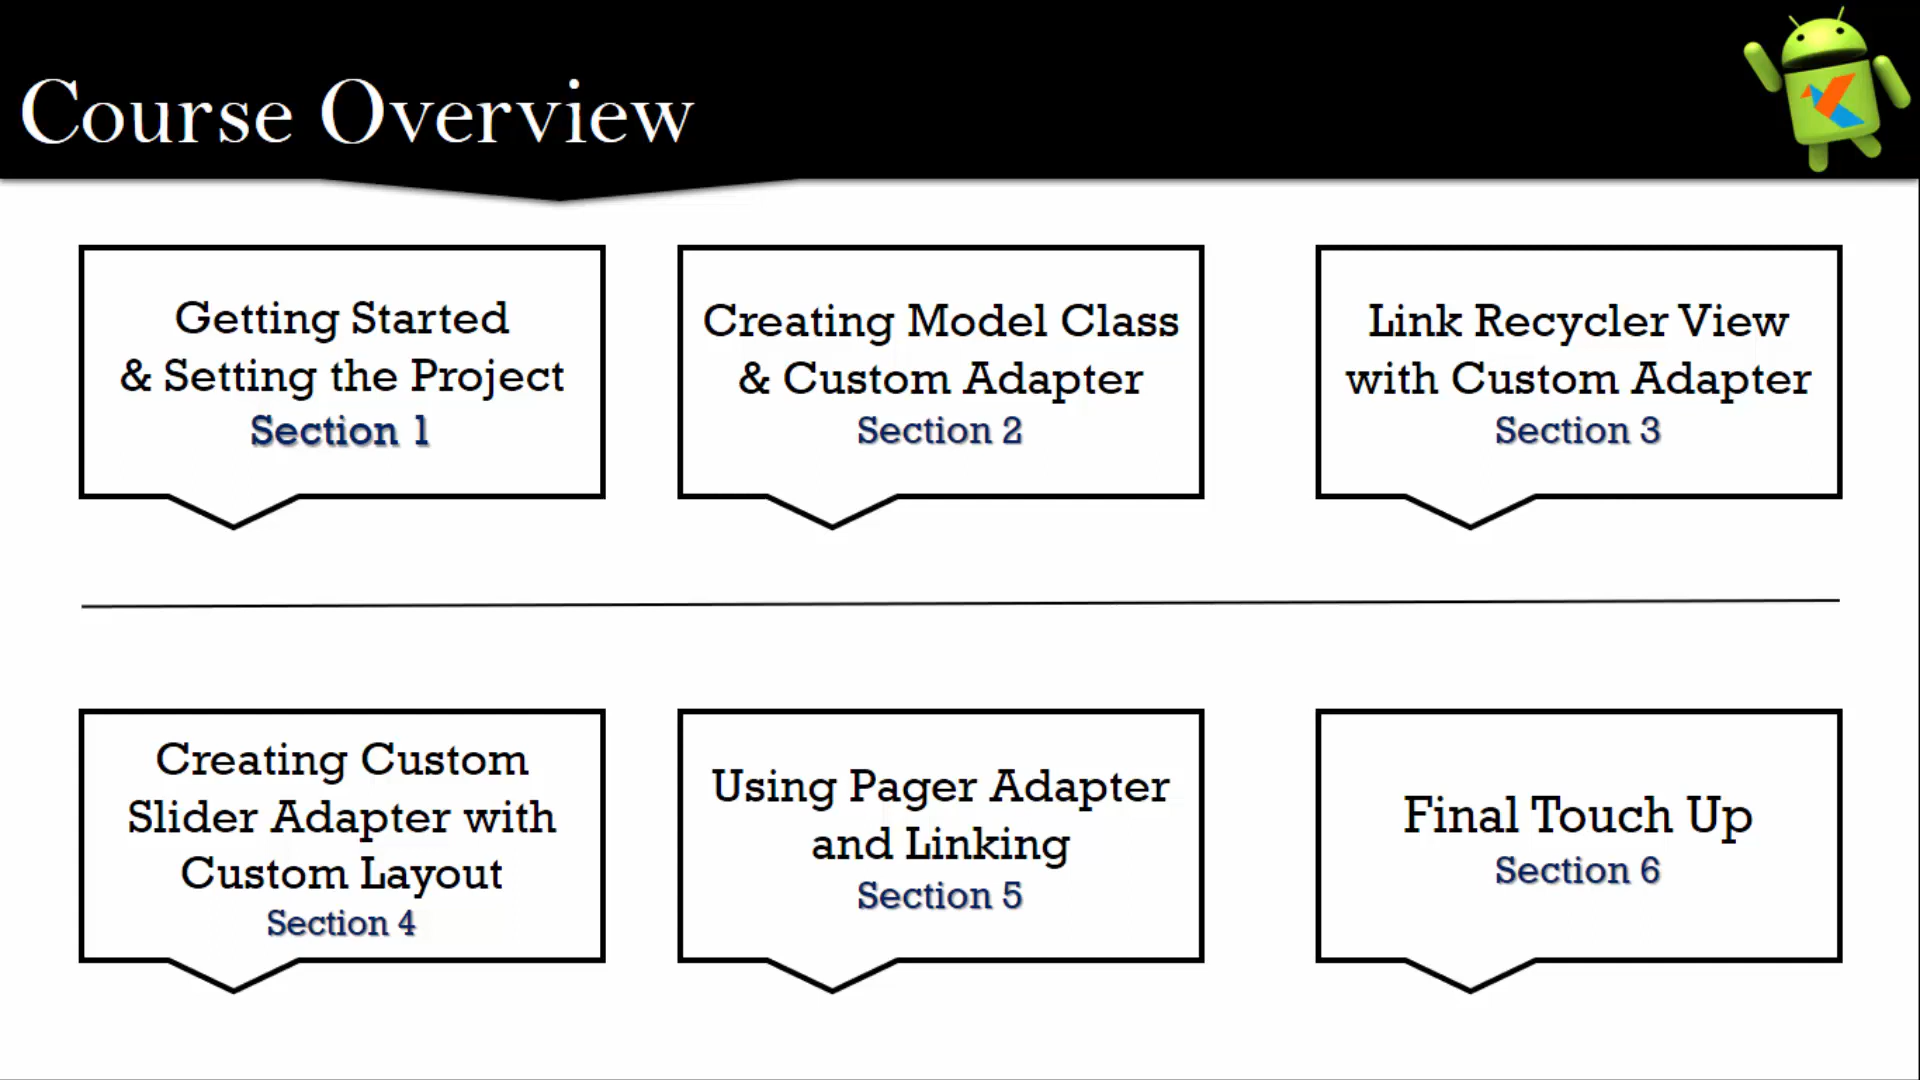 Course Overview
Getting Started
& Setting the Project
Section 1
Creating Model Class
& Custom Adapter
Section 2
Link Recycler View
with Custom Adapter
Section 3
Creating Custom
Slider Adapter with
Custom Layout
Section 4
Using Pager Adapter
and Linking
Section 5
Final Touch Up
Section 6